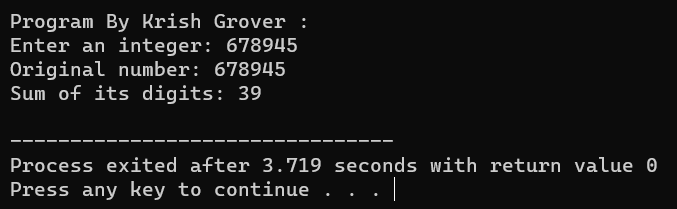 Program By Krish Grover :
Enter an integer: 678945
Original number: 678945
Sum of its digits: 39
--------------------------------
Process exited after 3.719 seconds with return value 0
Press any key to continue . . .